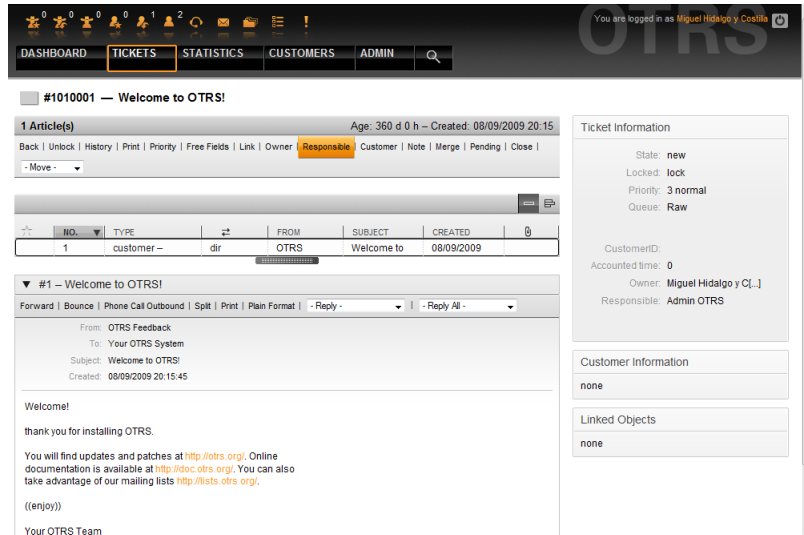 0 0 0 0 1 2
You are logged in as Miguel Hidalgo y Costilla
OTRS
DASHBOARD TICKETS STATISTICS CUSTOMERS ADMIN
#1010001 — Welcome to OTRS!
1 Article(s) Age: 360 d 0 h – Created: 08/09/2009 20:15
Back | Unlock | History | Print | Priority | Free Fields | Link | Owner | Responsible | Customer | Note | Merge | Pending | Close |
- Move -
NO. TYPE FROM SUBJECT CREATED
1 customer – dir OTRS Welcome to 08/09/2009
#1 – Welcome to OTRS!
Forward | Bounce | Phone Call Outbound | Split | Print | Plain Format | - Reply - | - Reply All -
From: OTRS Feedback
To: Your OTRS System
Subject: Welcome to OTRS!
Created: 08/09/2009 20:15:45
Welcome!
thank you for installing OTRS.
You will find updates and patches at http://otrs.org/. Online
documentation is available at http://doc.otrs.org/. You can also
take advantage of our mailing lists http://lists.otrs.org/.
((enjoy))
Your OTRS Team
Ticket Information
State: new
Locked: lock
Priority: 3 normal
Queue: Raw
CustomerID:
Accounted time: 0
Owner: Miguel Hidalgo y C[...]
Responsible: Admin OTRS
Customer Information
none
Linked Objects
none